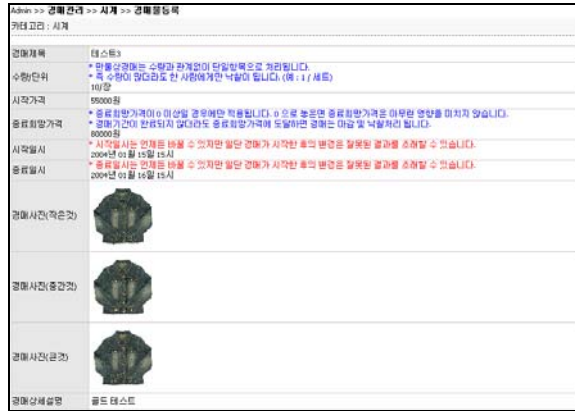 Admin >> 경매관리 >> 시계 >> 경매물등록
카테고리 : 시계
경매제목 테스트3
수량/단위 * 만물상경매는 수량과 관계없이 단일항목으로 처리됩니다.
* 즉 수량이 많더라도 한 사람에게만 낙찰이 됩니다. (예 : 1 / 세트)
10/장
시작가격 55000원
종료희망가격 * 종료희망가격이 0 이상일 경우에만 적용됩니다. 0 으로 놓은면 종료희망가격은 아무런 영향을 미치지 않습니다.
* 경매기간이 완료되지 않더라도 종료희망가격에 도달하면 경매는 마감 및 낙찰처리 됩니다.
80000원
시작일시 * 시작일시는 언제든 바꿀 수 있지만 일단 경매가 시작한 후의 변경은 잘못된 결과를 초래할 수 있습니다.
2004년 01월 15일 15시
종료일시 * 종료일시는 언제든 바꿀 수 있지만 일단 경매가 시작한 후의 변경은 잘못된 결과를 초래할 수 있습니다.
2004년 01월 16일 15시
경매사진(작은것)
경매사진(중간것)
경매사진(큰것)
경매상세설명 골드 테스트